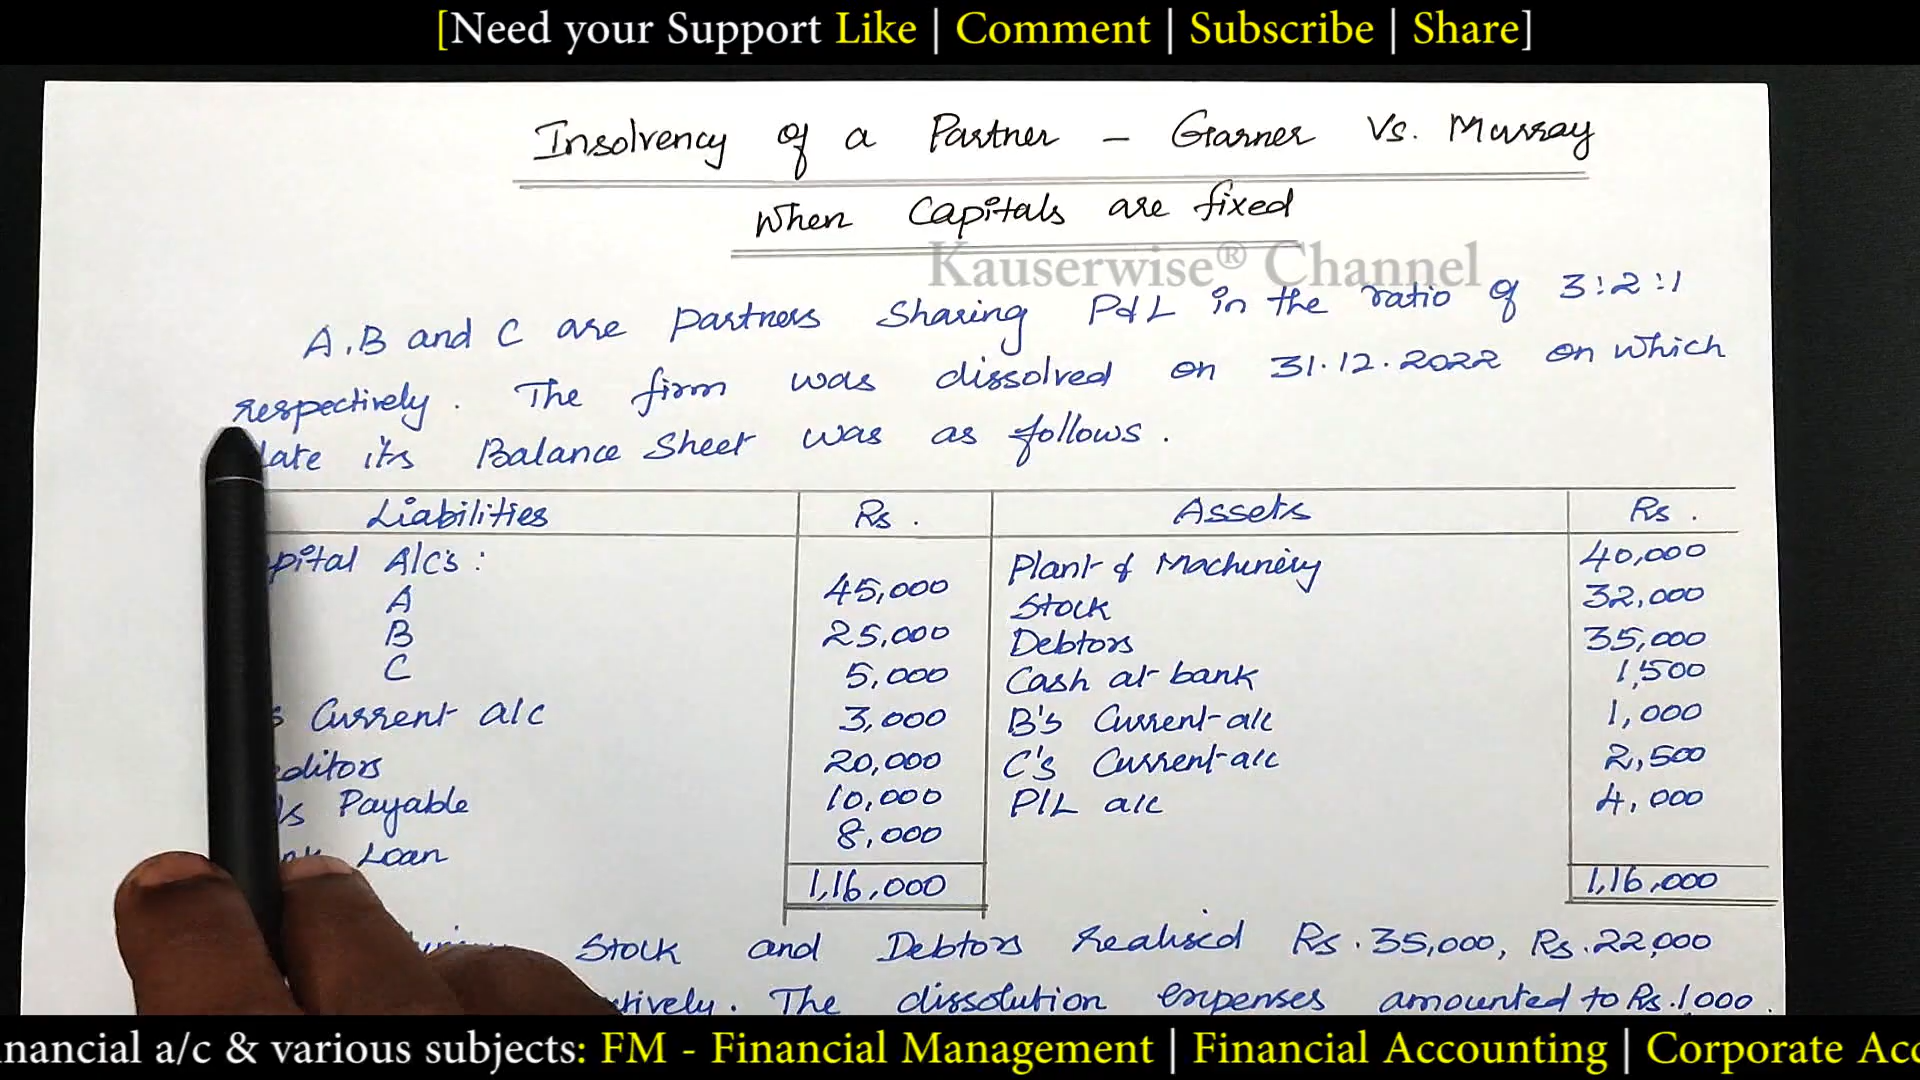 [Need your Support Like | Comment | Subscribe | Share]
Insolvency of a Partner - Garner Vs. Murray
When Capitals are fixed
Kauserwise® Channel
A, B and C are partners sharing P&L in the ratio of 3:2:1
respectively. The firm was dissolved on 31.12.2022 on which
date its Balance Sheet was as follows.
Liabilities Rs. Assets Rs.
pital A/c's: Plant & Machinery 40,000
A 45,000 Stock 32,000
B 25,000 Debtors 35,000
C 5,000 Cash at bank 1,500
s Current a/c 3,000 B's Current a/c 1,000
editors 20,000 C's Current a/c 2,500
ls Payable 10,000 P/L a/c 4,000
Loan 8,000
1,16,000 1,16,000
Stock and Debtors realised Rs. 35,000, Rs. 22,000
tively. The dissolution expenses amounted to Rs. 1,000.
nancial a/c & various subjects: FM - Financial Management | Financial Accounting | Corporate Acc